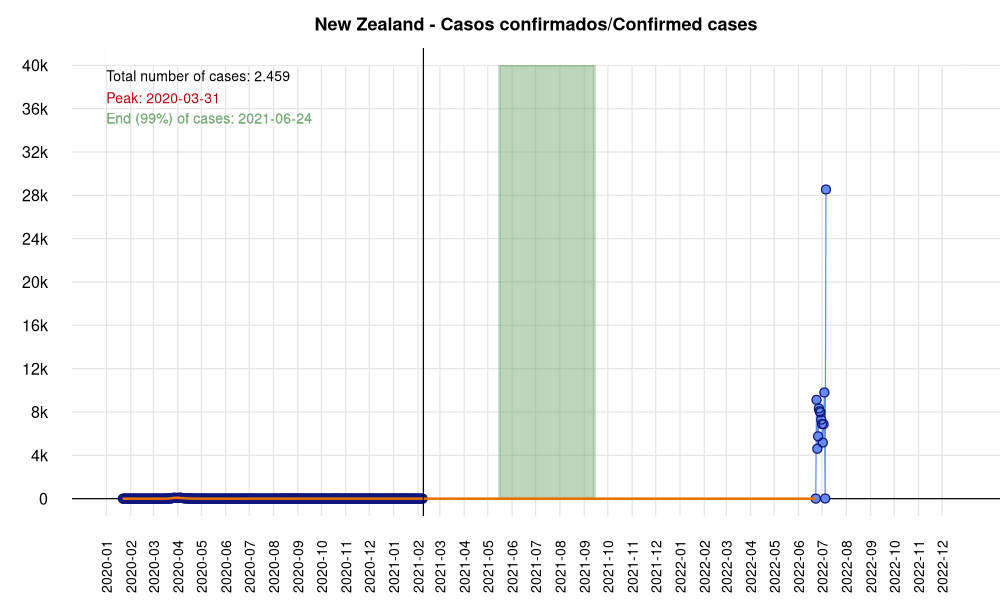 New Zealand - Casos confirmados/Confirmed cases
40k
36k
32k
28k
24k
20k
16k
12k
8k
4k
0
Total number of cases: 2.459
Peak: 2020-03-31
End (99%) of cases: 2021-06-24
2020-01
2020-02
2020-03
2020-04
2020-05
2020-06
2020-07
2020-08
2020-09
2020-10
2020-11
2020-12
2021-01
2021-02
2021-03
2021-04
2021-05
2021-06
2021-07
2021-08
2021-09
2021-10
2021-11
2021-12
2022-01
2022-02
2022-03
2022-04
2022-05
2022-06
2022-07
2022-08
2022-09
2022-10
2022-11
2022-12